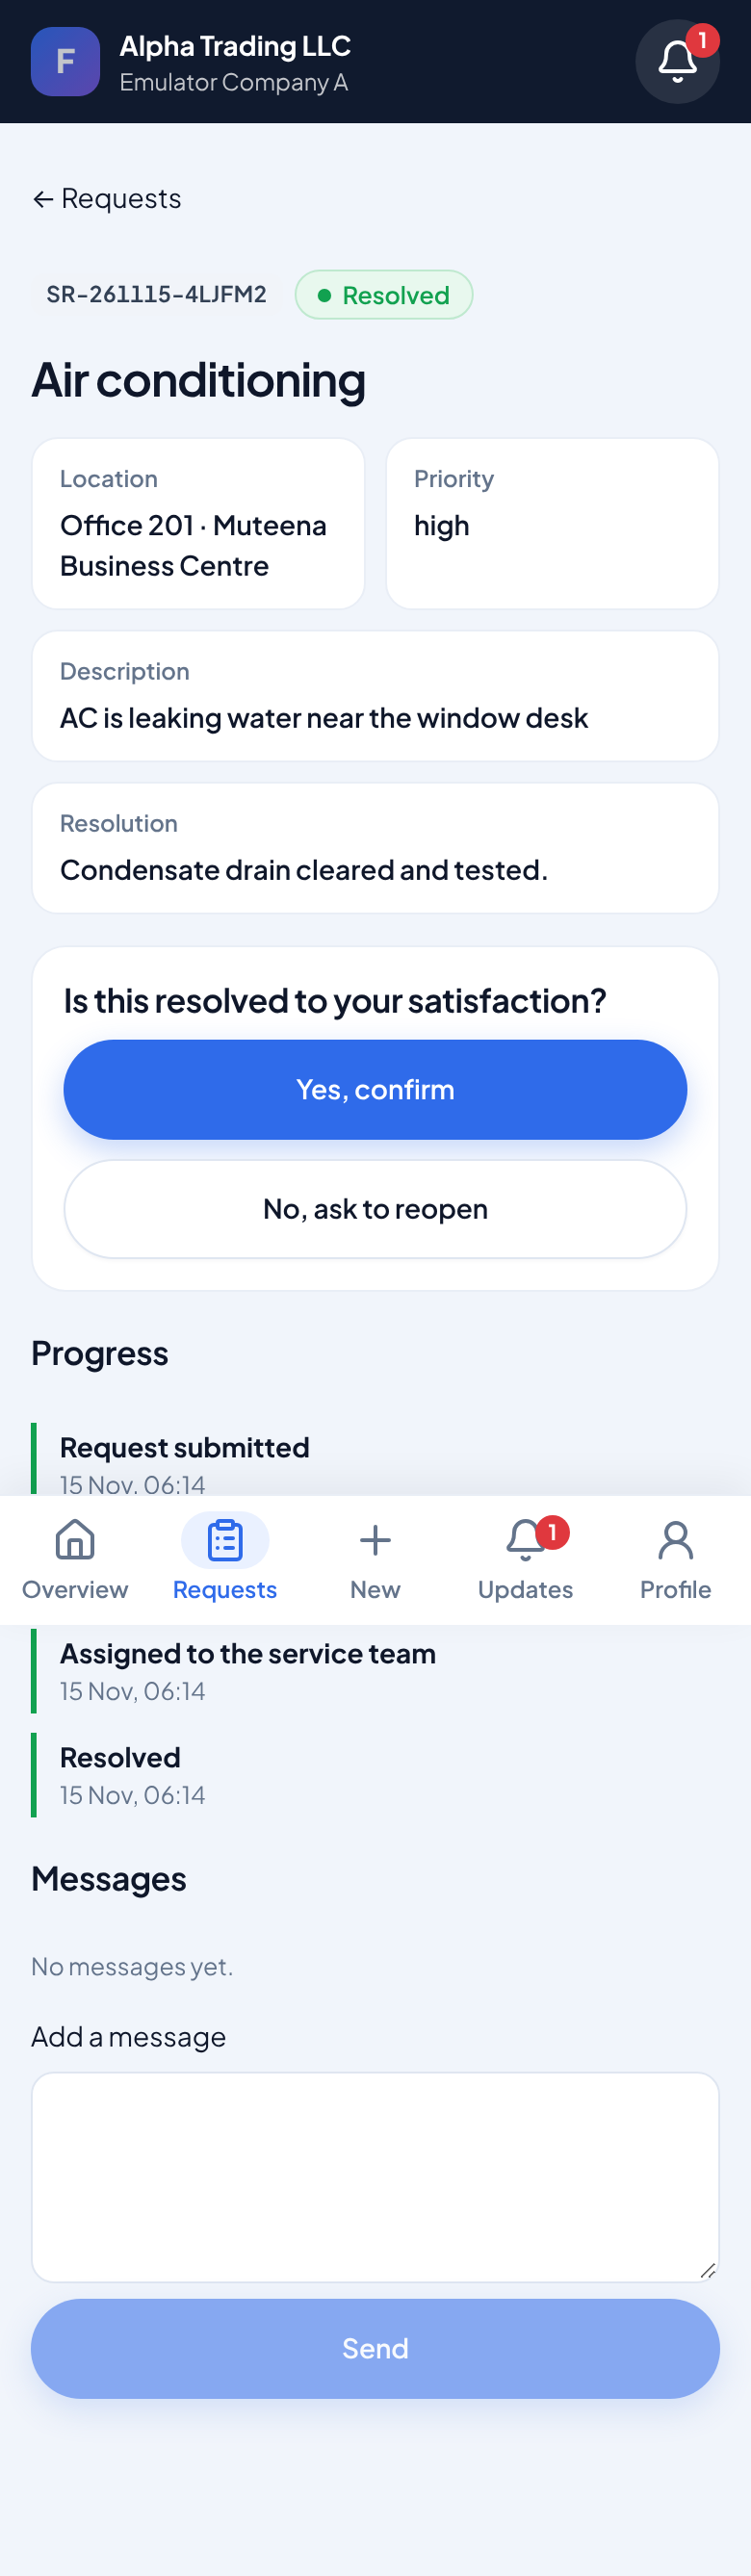 F
Alpha Trading LLC
Emulator Company A
1
← Requests
SR-261115-4LJFM2
Resolved
Air conditioning
Location
Office 201 · Muteena
Business Centre
Priority
high
Description
AC is leaking water near the window desk
Resolution
Condensate drain cleared and tested.
Is this resolved to your satisfaction?
Yes, confirm
No, ask to reopen
Progress
Request submitted
15 Nov, 06:14
Overview
Requests
New
1
Updates
Profile
Assigned to the service team
15 Nov, 06:14
Resolved
15 Nov, 06:14
Messages
No messages yet.
Add a message
Send